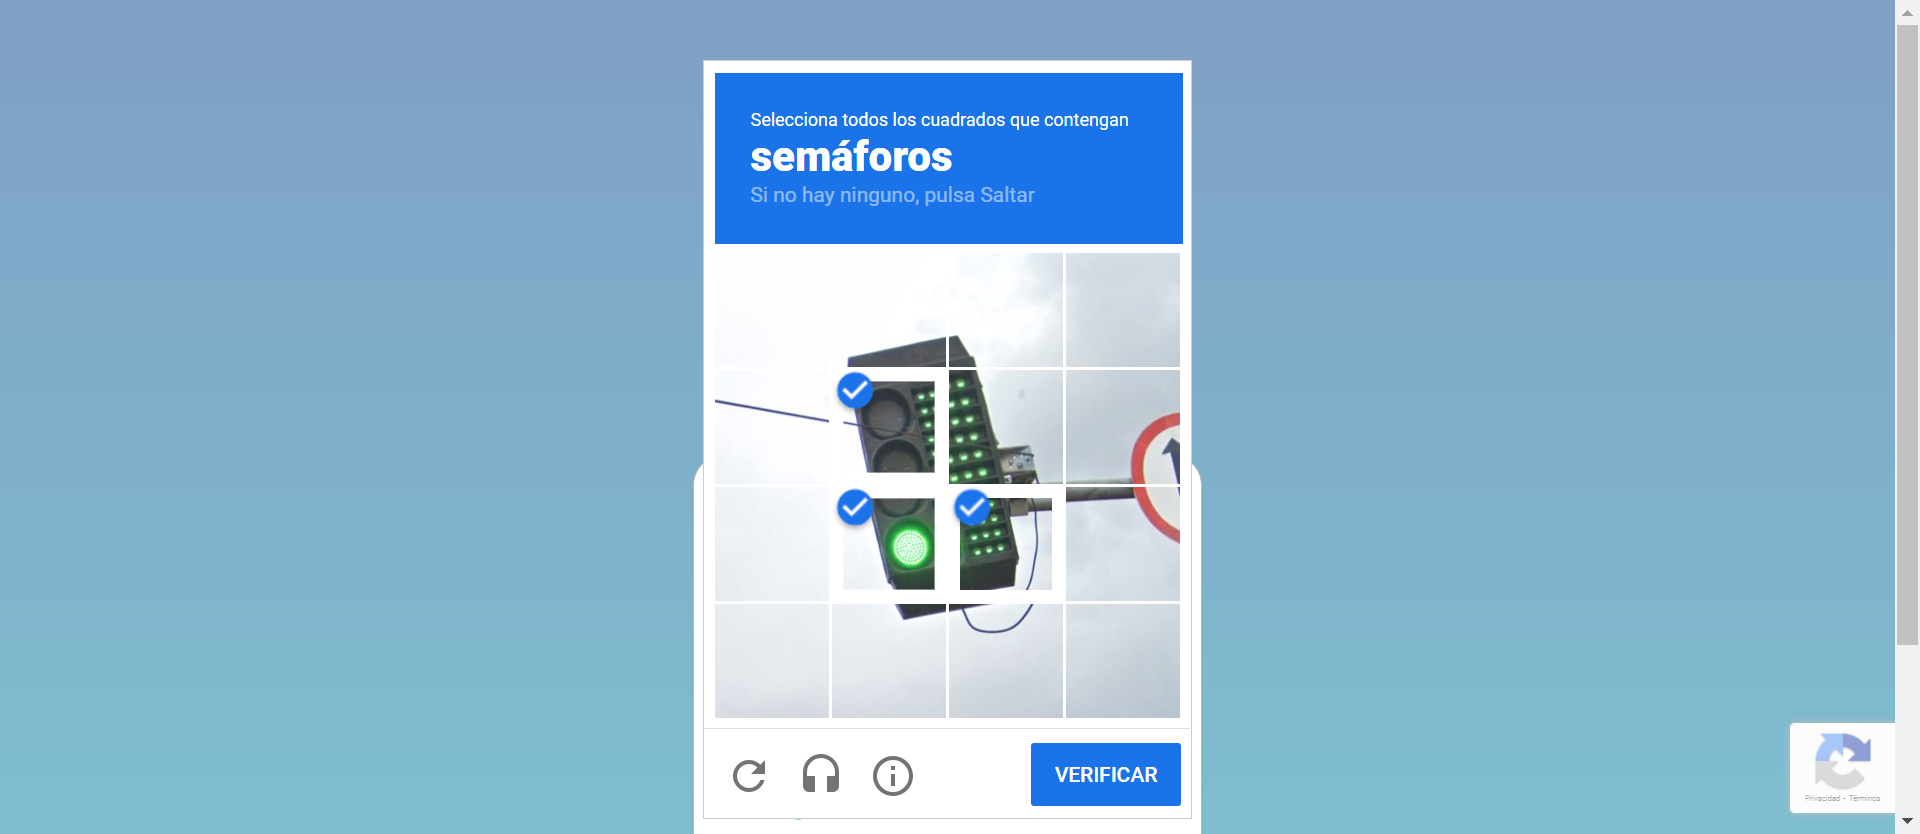 Selecciona todos los cuadrados que contengan
semáforos
Si no hay ninguno, pulsa Saltar
VERIFICAR
Privacidad - Términos